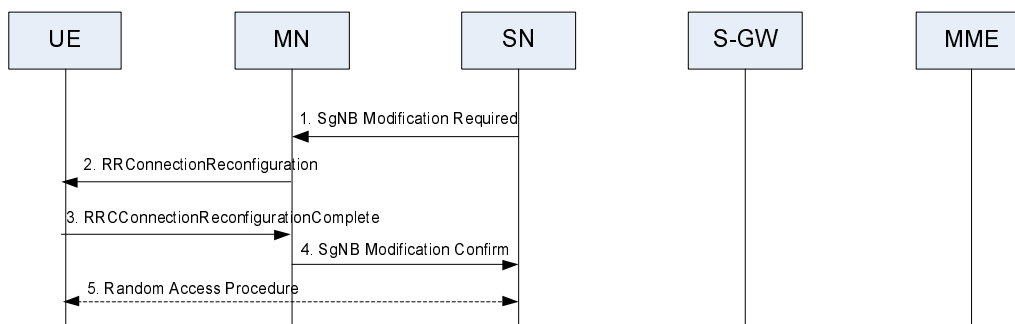 UE
MN
SN
S-GW
MME
1. SgNB Modification Required
2. RRConnectionReconfiguration
3. RRCConnectionReconfigurationComplete
4. SgNB Modification Confirm
5. Random Access Procedure